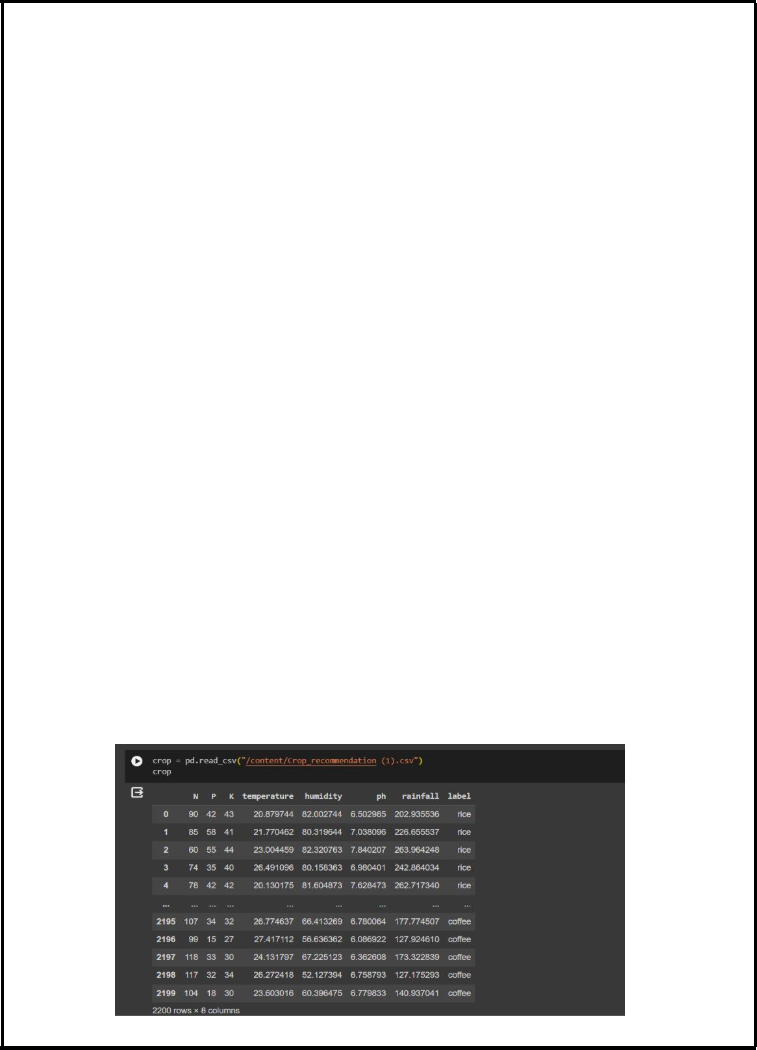 crop = pd.read_csv("/content/Crop_recommendation (1).csv")
crop
N P K temperature humidity ph rainfall label
0 90 42 43 20.879744 82.002744 6.502985 202.935536 rice
1 85 58 41 21.770462 80.319644 7.038096 226.655537 rice
2 60 55 44 23.004459 82.320763 7.840207 263.964248 rice
3 74 35 40 26.491096 80.158363 6.980401 242.864034 rice
4 78 42 42 20.130175 81.604873 7.628473 262.717340 rice
... ... ... ... ... ... ... ... ...
2195 107 34 32 26.774637 66.413269 6.780064 177.774507 coffee
2196 99 15 27 27.417112 56.636362 6.086922 127.924610 coffee
2197 118 33 30 24.131797 67.225123 6.362608 173.322839 coffee
2198 117 32 34 26.272418 52.127394 6.758793 127.175293 coffee
2199 104 18 30 23.603016 60.396475 6.779833 140.937041 coffee
2200 rows × 8 columns